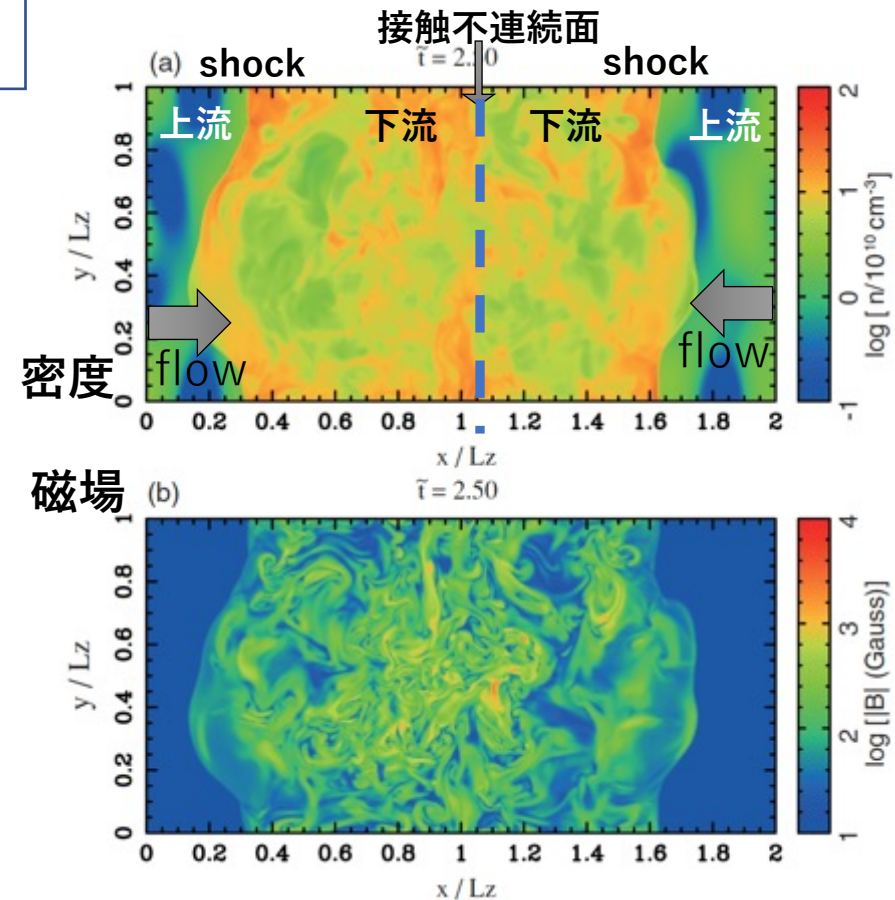 接触不連続面
(a) shock t̃ = 2.50 shock
上流 下流 下流 上流
1
0.8
0.6
0.4
0.2
0
y / Lz
flow flow
密度
0 0.2 0.4 0.6 0.8 1 1.2 1.4 1.6 1.8 2
x / Lz
2
1
0
-1
log [ n/10¹⁰ cm⁻³]
磁場 (b) t̃ = 2.50
1
0.8
0.6
0.4
0.2
0
y / Lz
0 0.2 0.4 0.6 0.8 1 1.2 1.4 1.6 1.8 2
x / Lz
4
3
2
1
log [ |B| (Gauss)]